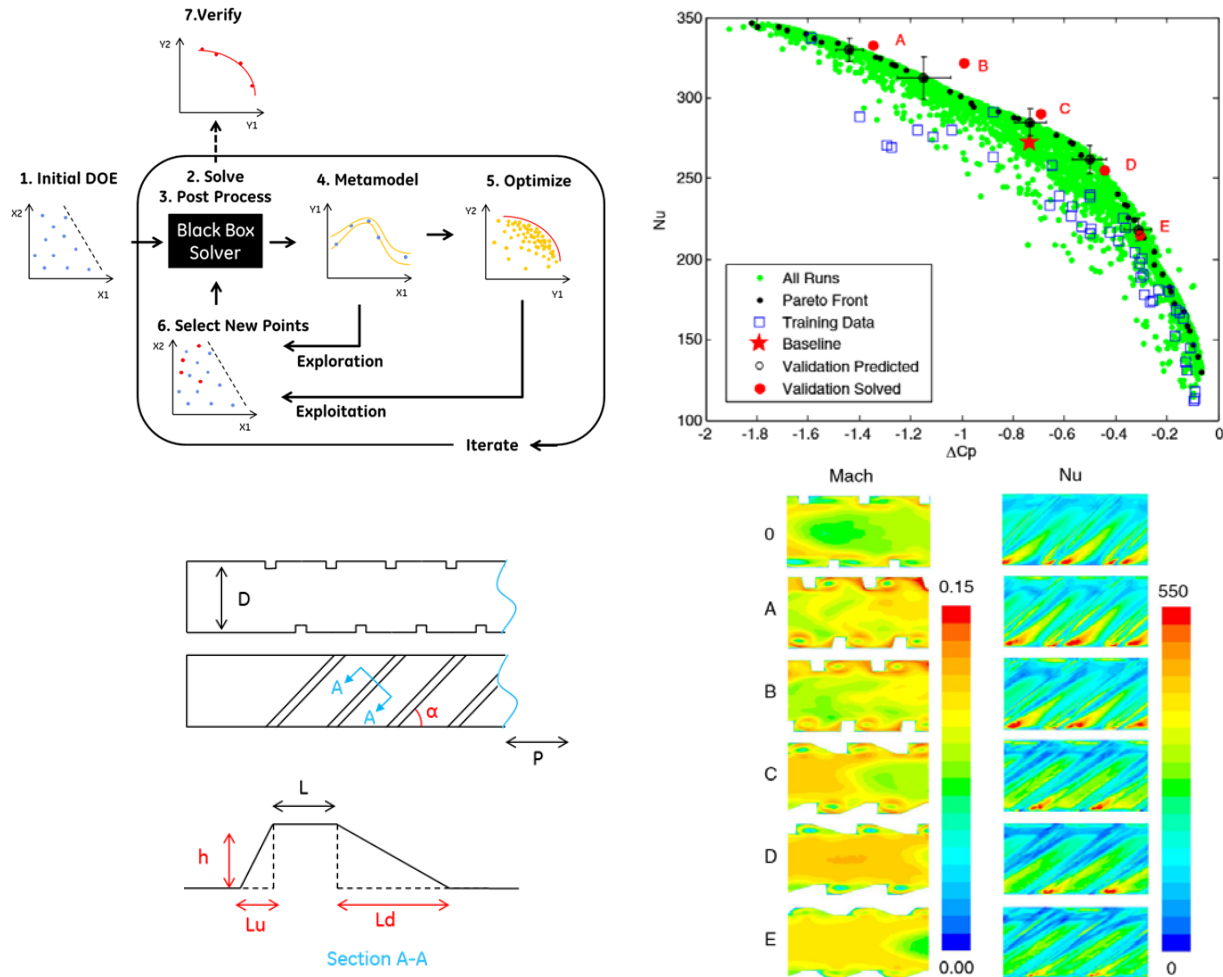 7.Verify
Y2
Y1
1. Initial DOE
X2
X1
2. Solve
3. Post Process
Black Box
Solver
4. Metamodel
Y1
X1
5. Optimize
Y2
Y1
6. Select New Points
X2
X1
Exploration
Exploitation
Iterate
350
300
250
200
150
100
Nu
-2
-1.8
-1.6
-1.4
-1.2
-1
-0.8
-0.6
-0.4
-0.2
0
ΔCp
A
B
C
D
E
All Runs
Pareto Front
Training Data
Baseline
Validation Predicted
Validation Solved
D
A
A
α
P
L
h
Lu
Ld
Section A-A
Mach
Nu
0
A
B
C
D
E
0.15
0.00
550
0